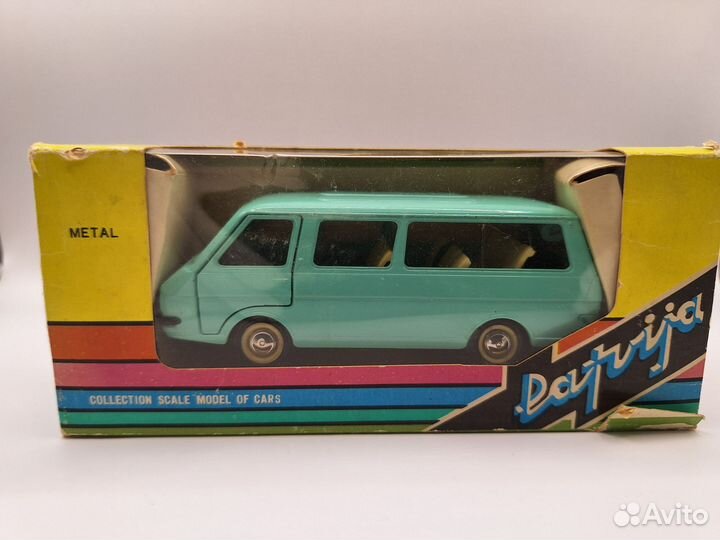 METAL
COLLECTION SCALE MODEL OF CARS
Latvija
Avito